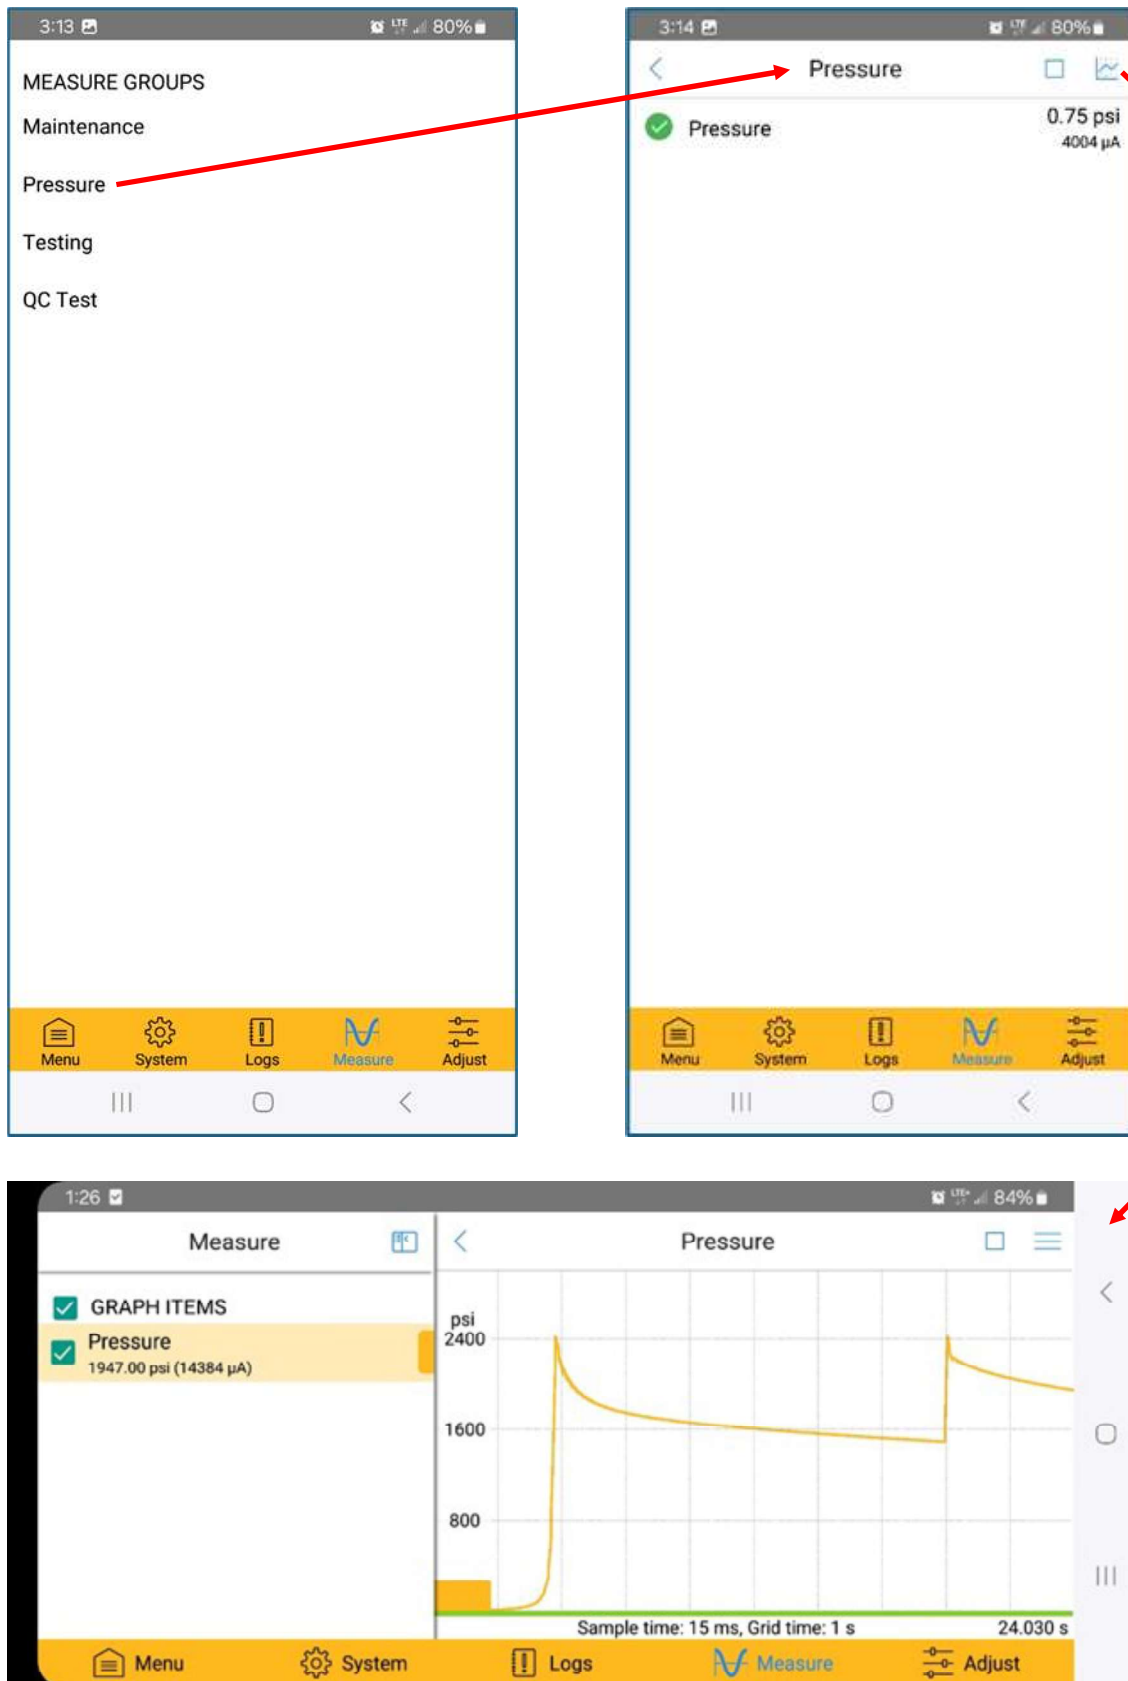 3:13
LTE 80%
MEASURE GROUPS
Maintenance
Pressure
Testing
QC Test
Menu System Logs Measure Adjust
3:14
LTE 80%
Pressure
Pressure 0.75 psi
4004 µA
Menu System Logs Measure Adjust
1:26
LTE+ 84%
Measure
GRAPH ITEMS
Pressure
1947.00 psi (14384 µA)
Pressure
psi
2400
1600
800
Sample time: 15 ms, Grid time: 1 s 24.030 s
Menu System Logs Measure Adjust